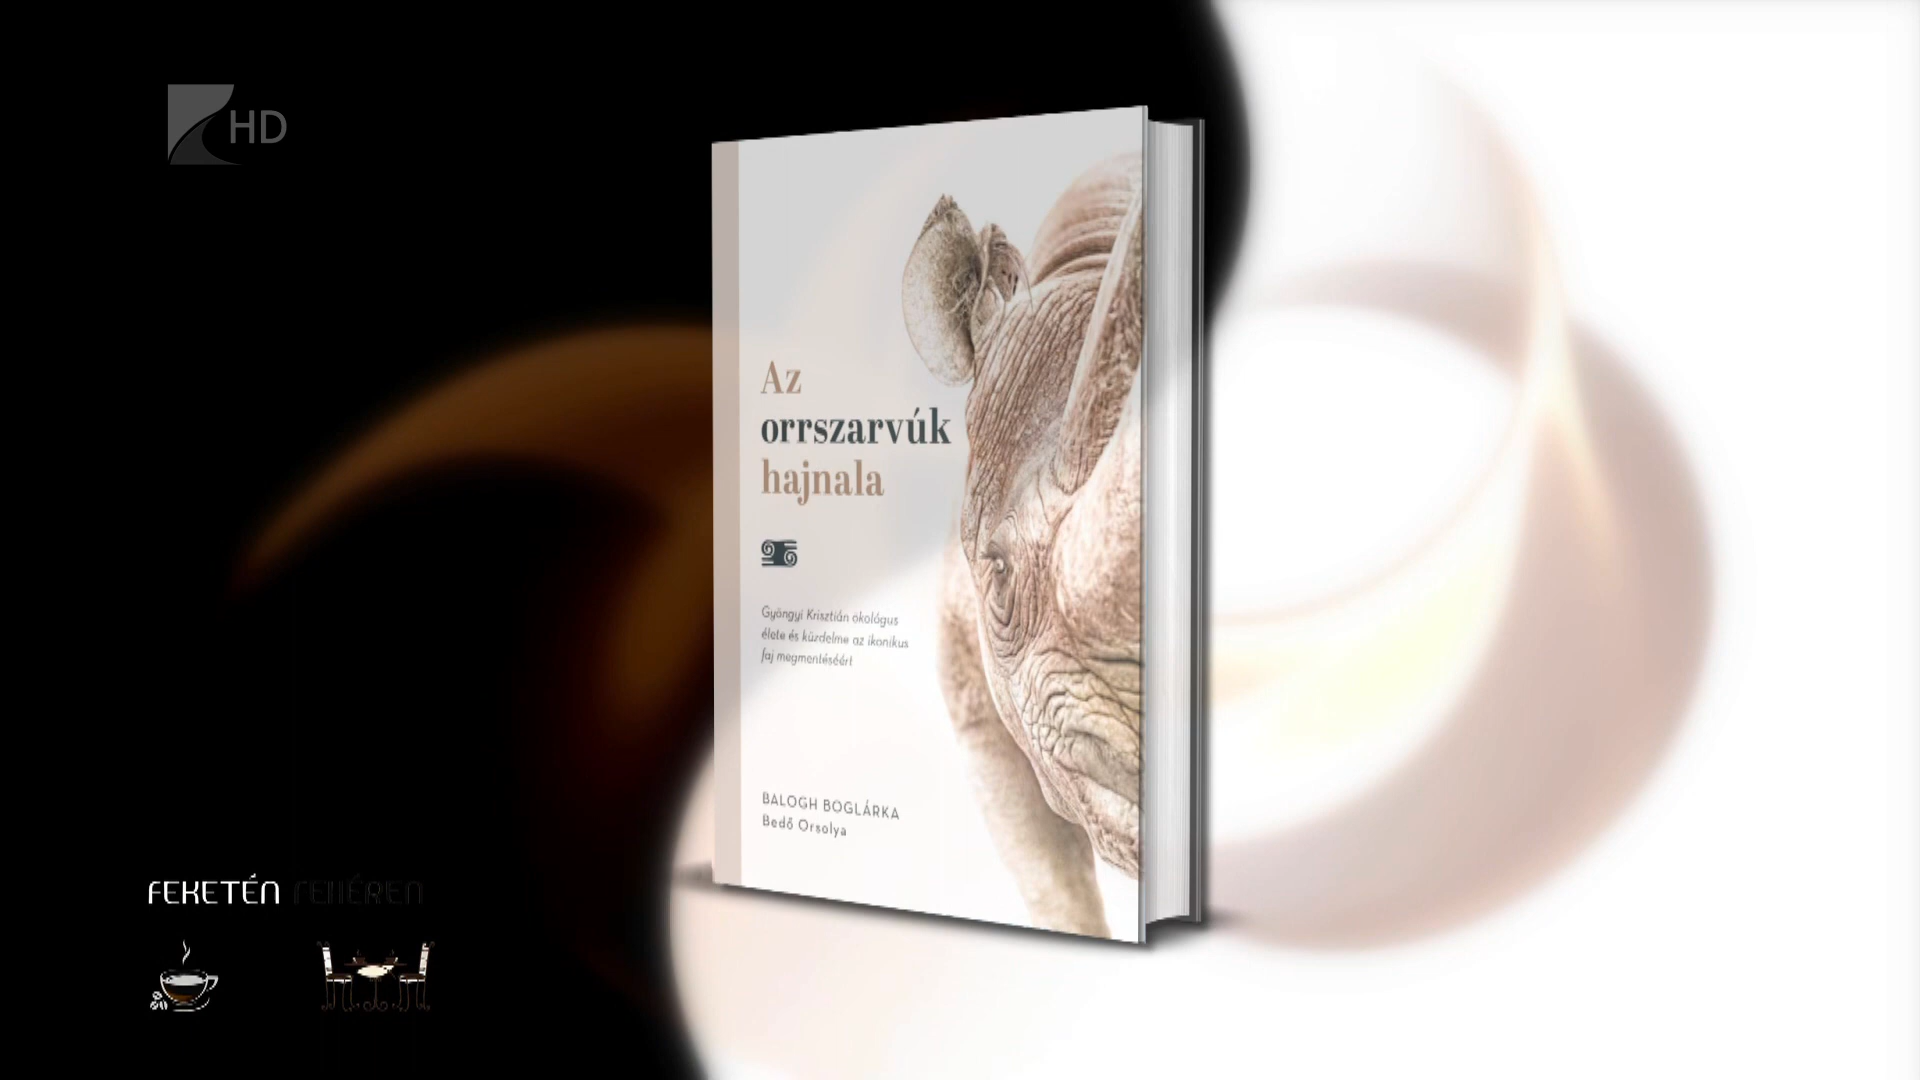 HD
Az
orrszarvúk
hajnala
Gyöngyi Krisztián ökológus
élete és küzdelme az ikonikus
faj megmentéséért
BALOGH BOGLÁRKA
Bedő Orsolya
FEKETÉN FEHÉREN